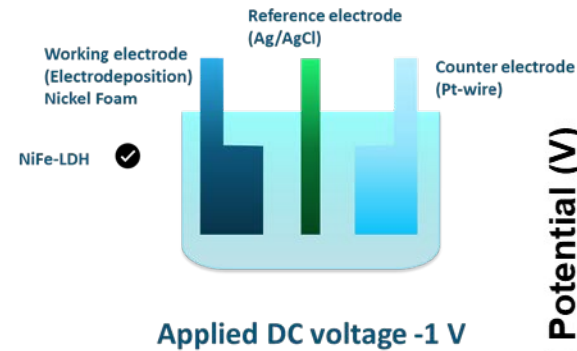 Reference electrode
(Ag/AgCl)
Working electrode
(Electrodeposition)
Nickel Foam
Counter electrode
(Pt-wire)
NiFe-LDH
Potential (V)
Applied DC voltage -1 V